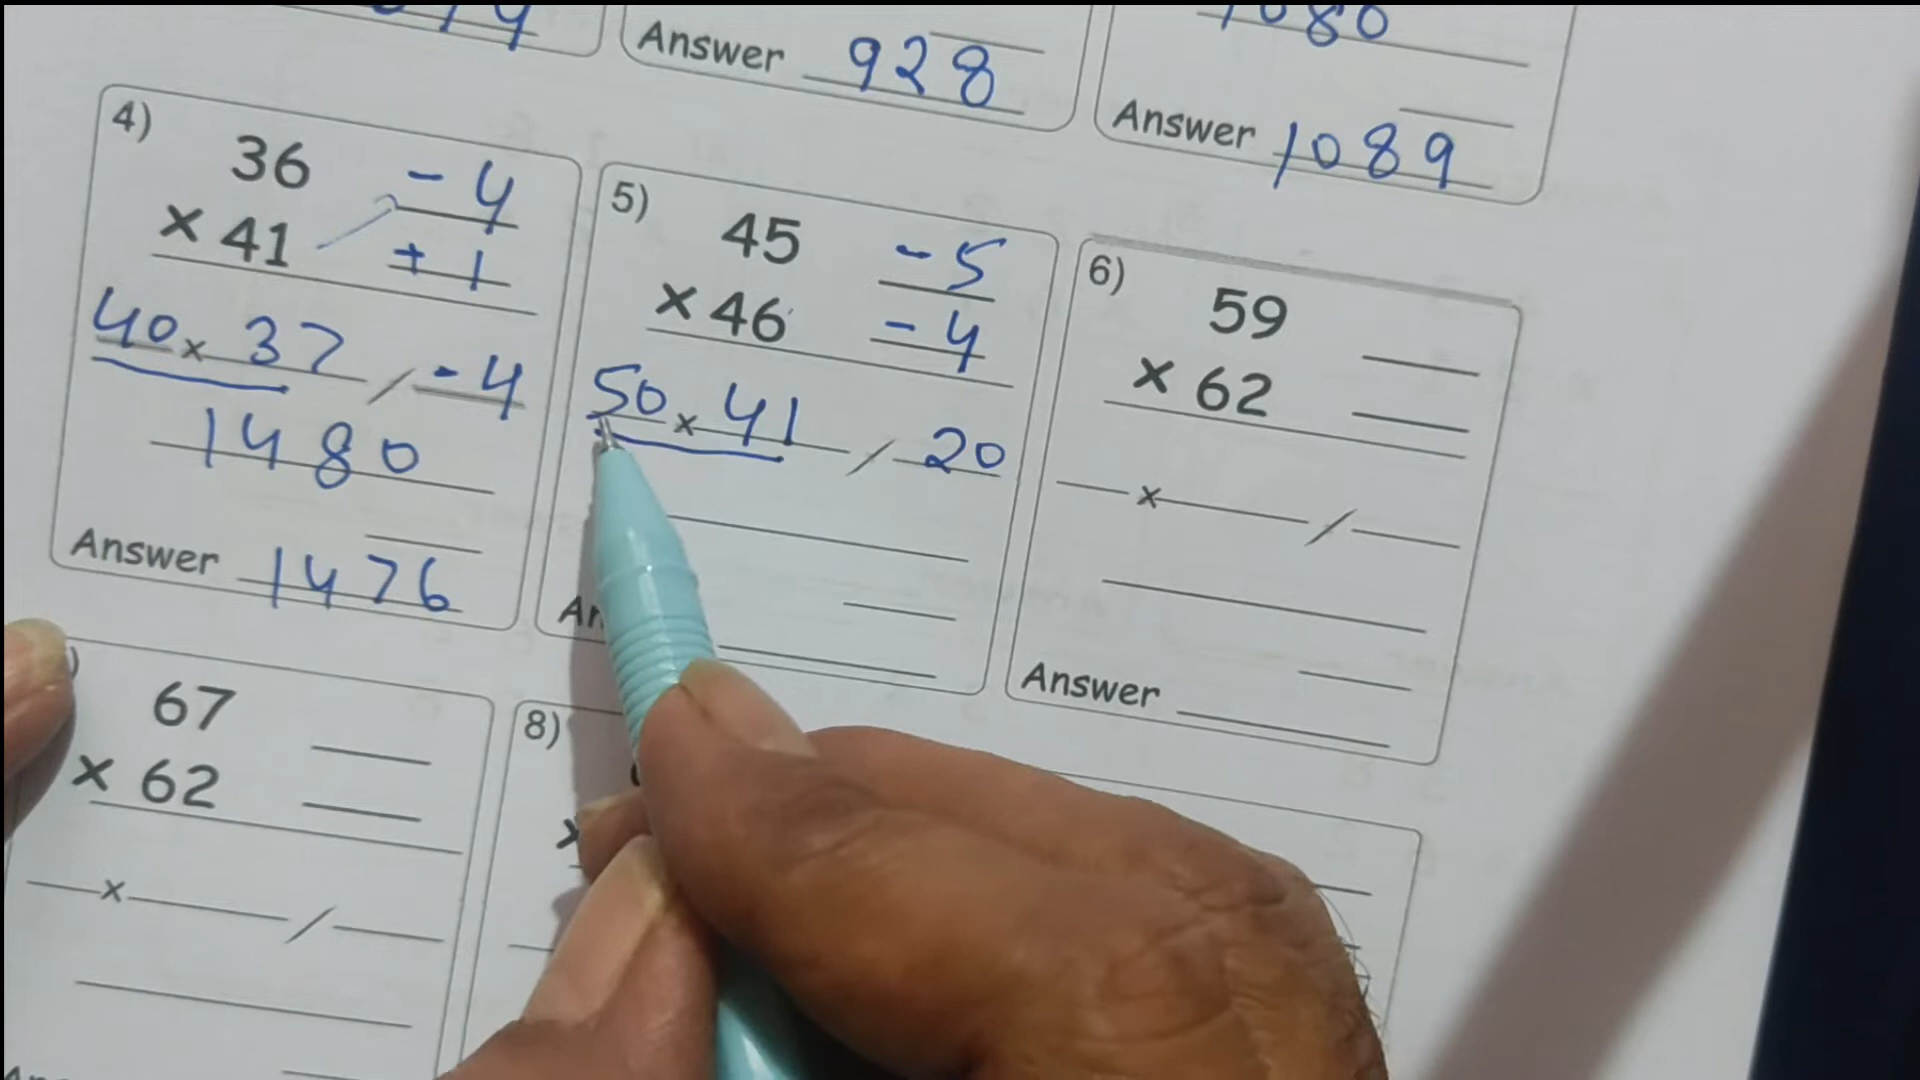 Answer 928
1080
Answer 1089
4)
36 - 4
× 41 + 1
40 × 37 / - 4
1480
Answer 1476
5)
45 - 5
× 46 - 4
50 × 41 / 20
6)
59
× 62
×  /
Answer
67
× 62
×  /
8)
×